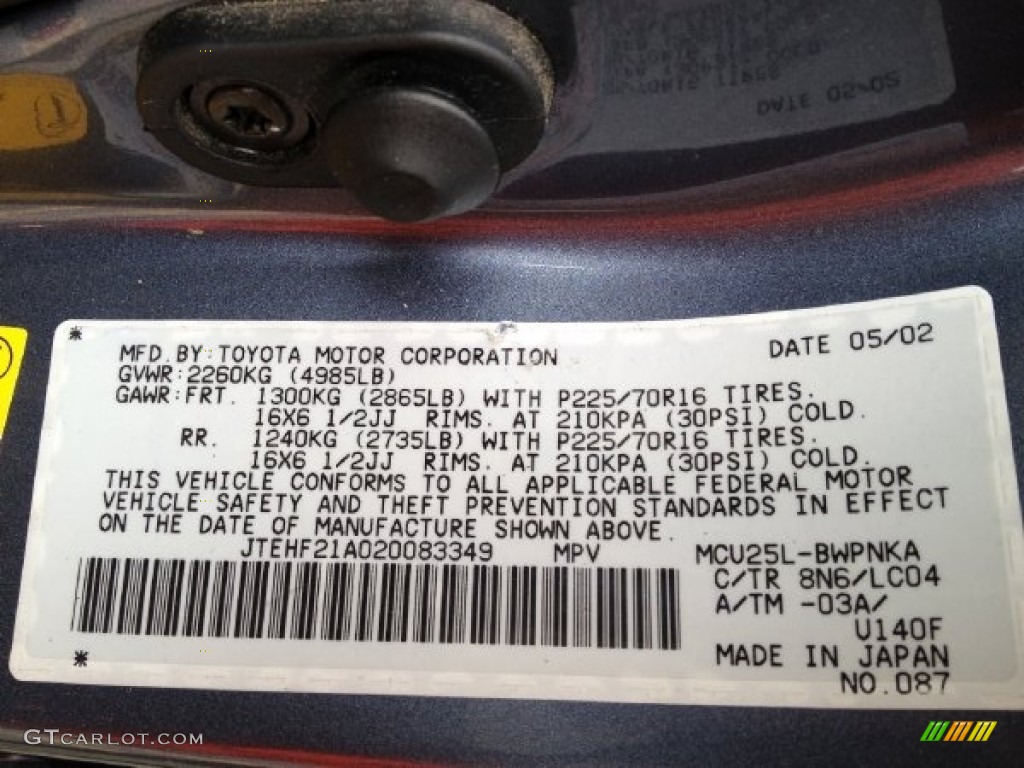 DATE 02-02
* MFD.BY:TOYOTA MOTOR CORPORATION DATE 05/02
GVWR:2260KG (4985LB)
GAWR:FRT. 1300KG (2865LB) WITH P225/70R16 TIRES.
16X6 1/2JJ RIMS. AT 210KPA (30PSI) COLD.
RR. 1240KG (2735LB) WITH P225/70R16 TIRES.
16X6 1/2JJ RIMS. AT 210KPA (30PSI) COLD.
THIS VEHICLE CONFORMS TO ALL APPLICABLE FEDERAL MOTOR
VEHICLE SAFETY AND THEFT PREVENTION STANDARDS IN EFFECT
ON THE DATE OF MANUFACTURE SHOWN ABOVE.
JTEHF21A020083349 MPV MCU25L-BWPNKA
C/TR 8N6/LC04
A/TM -03A/
U140F
* MADE IN JAPAN
NO.087
GTCARLOT.COM